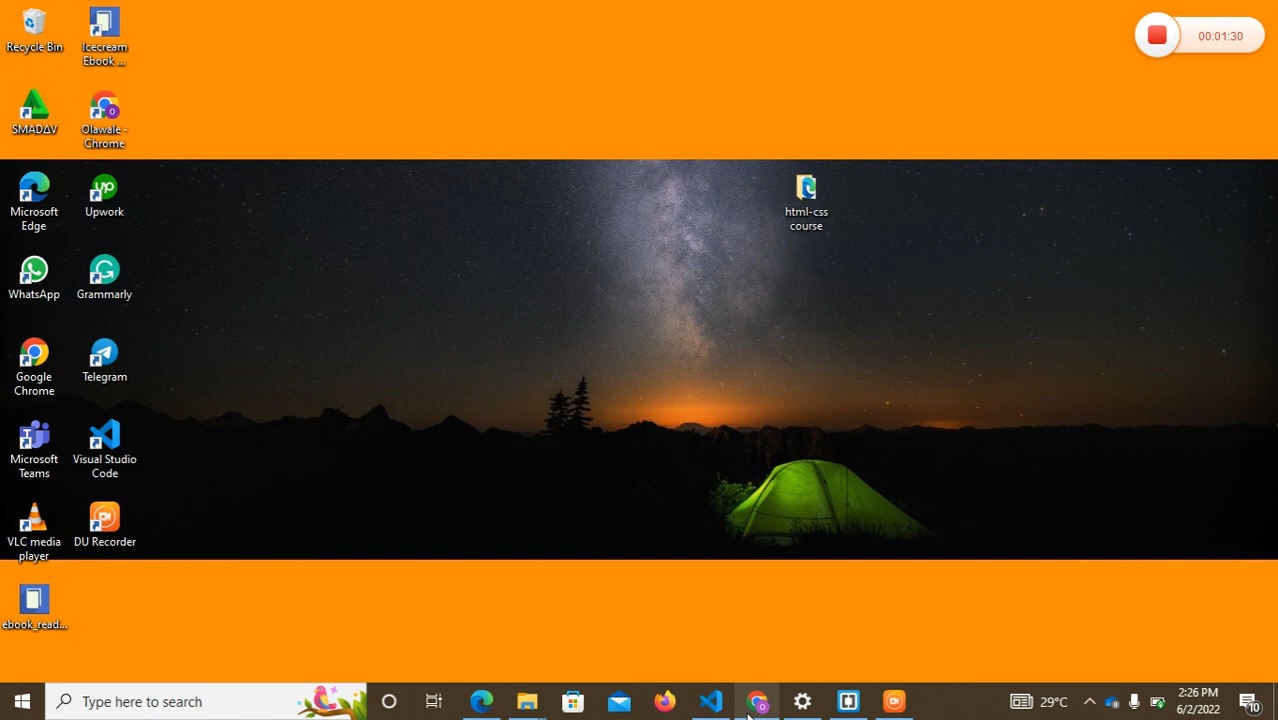 Recycle Bin
Icecream
Ebook ...
00:01:30
SMADΔV
Olawale -
Chrome
Microsoft
Edge
Upwork
html-css
course
WhatsApp
Grammarly
Google
Chrome
Telegram
Microsoft
Teams
Visual Studio
Code
VLC media
player
DU Recorder
ebook_read...
Type here to search
29°C
2:26 PM
6/2/2022
10